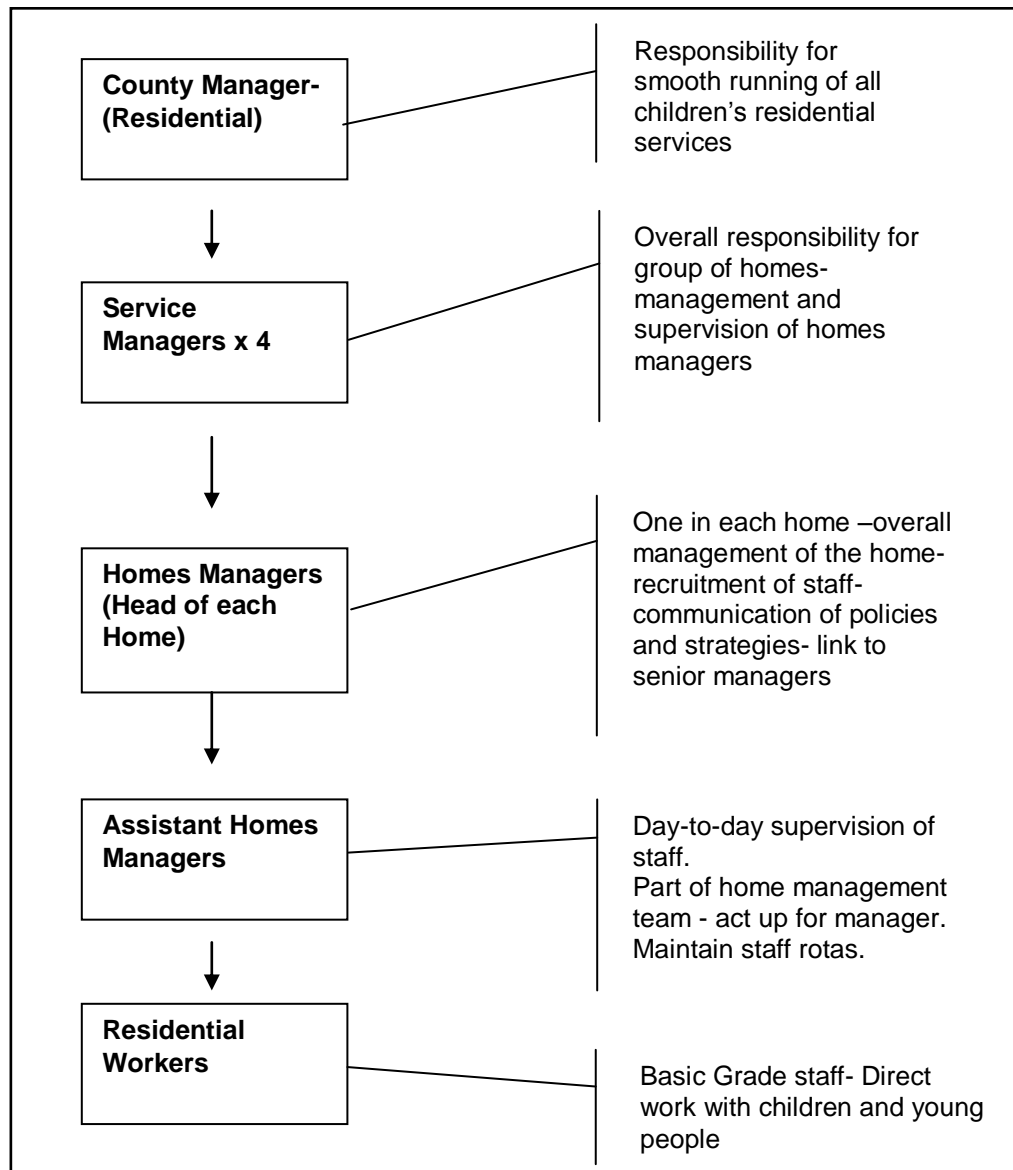 County Manager-
(Residential)
Responsibility for
smooth running of all
children’s residential
services
Service
Managers x 4
Overall responsibility for
group of homes-
management and
supervision of homes
managers
Homes Managers
(Head of each
Home)
One in each home –overall
management of the home-
recruitment of staff-
communication of policies
and strategies- link to
senior managers
Assistant Homes
Managers
Day-to-day supervision of
staff.
Part of home management
team - act up for manager.
Maintain staff rotas.
Residential
Workers
Basic Grade staff- Direct
work with children and young
people